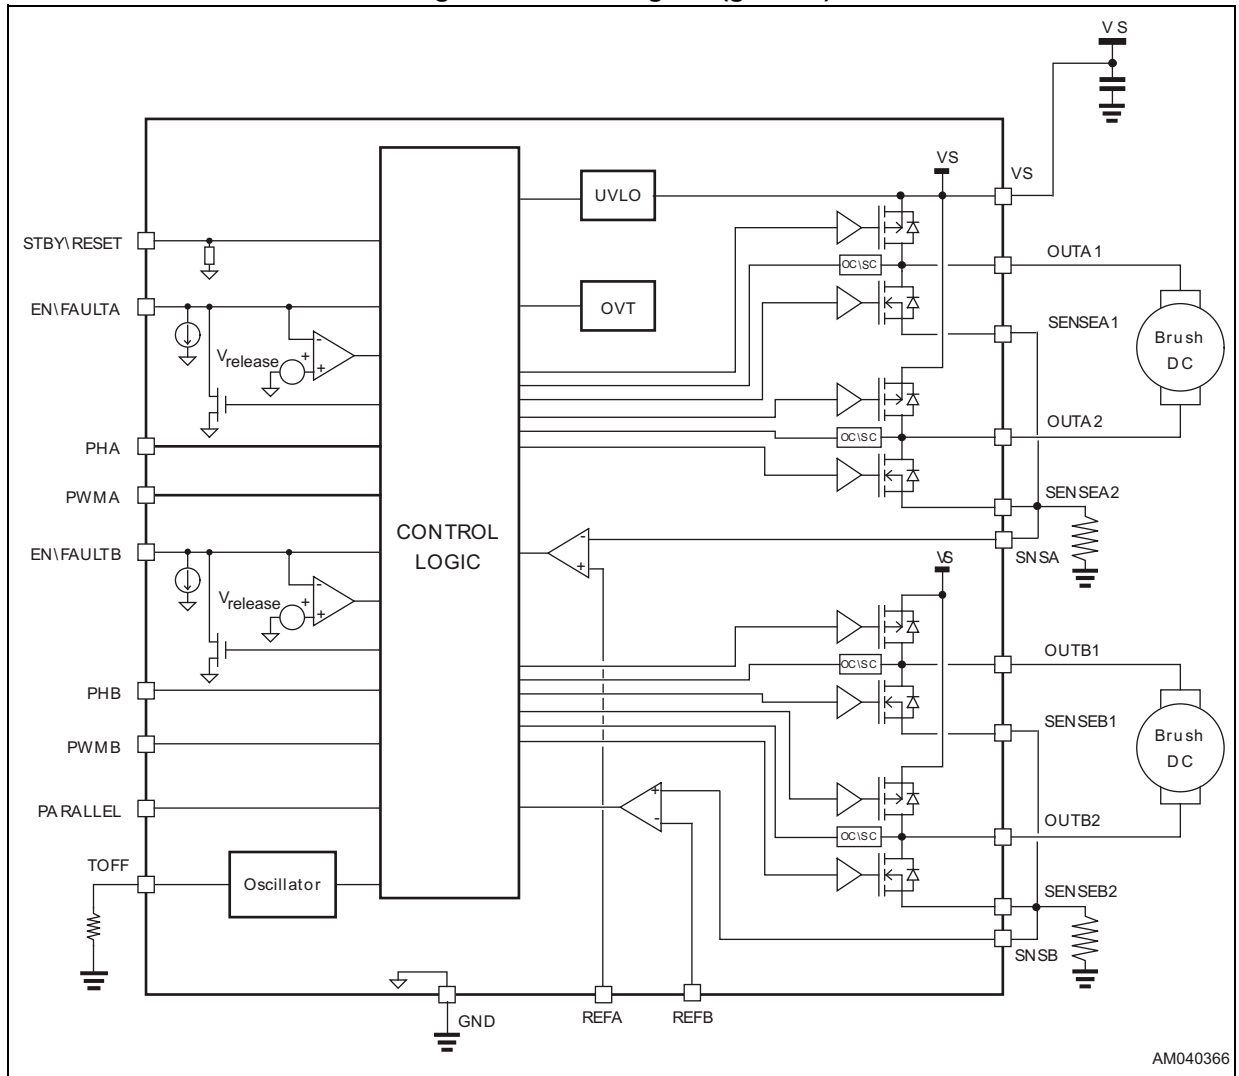 VS
VS
VS
UVLO
STBY\RESET
OC\SC
OUTA1
EN\FAULTA
OVT
SENSEA1
Vrelease
+
-
+
Brush
DC
PHA
OC\SC
OUTA2
PWMA
SENSEA2
CONTROL
LOGIC
-
+
SNSA
EN\FAULTB
VS
Vrelease
+
-
+
OC\SC
OUTB1
PHB
SENSEB1
PWMB
Brush
DC
PARALLEL
+
-
OC\SC
OUTB2
TOFF
Oscillator
SENSEB2
SNSB
GND
REFA
REFB
AM040366